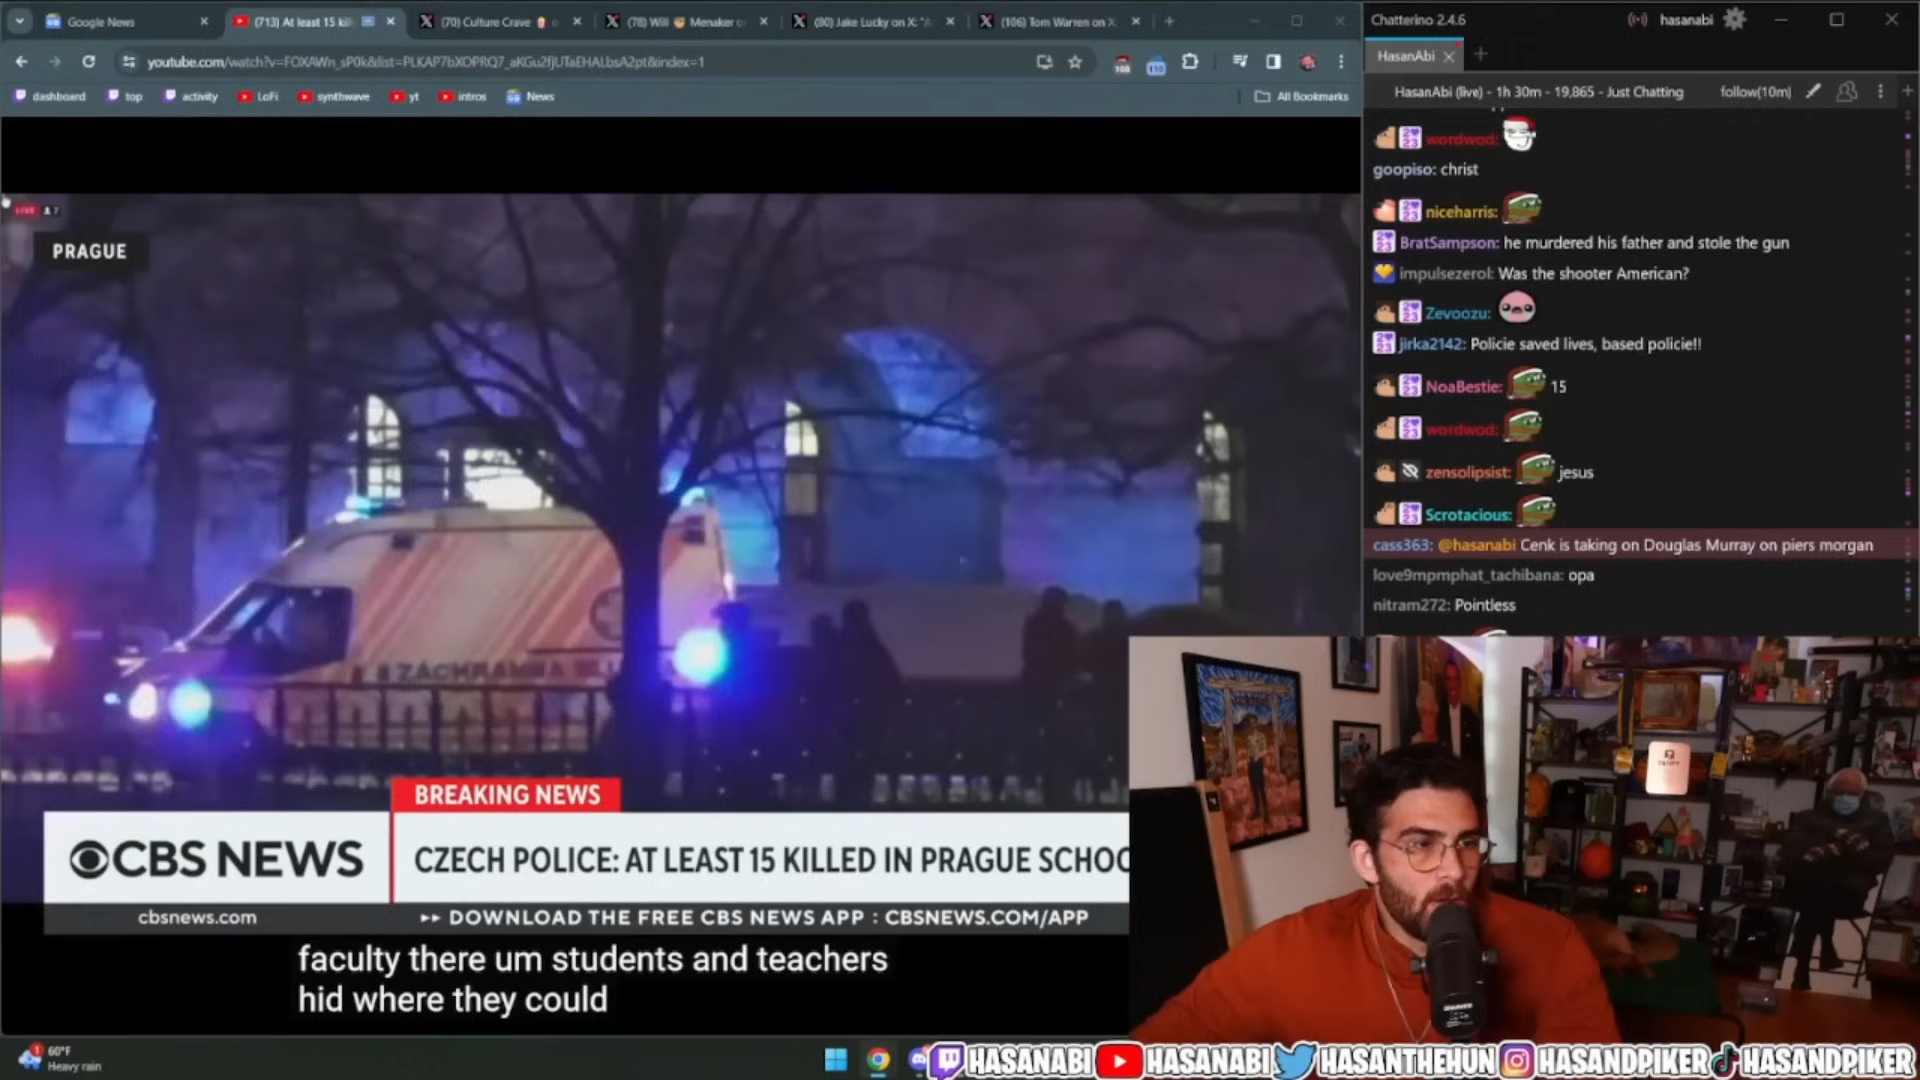 Google News
(713) At least 15 kil
(70) Culture Crave
(78) Will Menaker o
(80) Jake Lucky on X: "A
(106) Tom Warren on X
youtube.com/watch?v=FOXAWn_sP0k&list=PLKAP7bXOPRQ7_aKGu2fjUTaEHALbsA2pt&index=1
dashboard
top
activity
LoFi
synthwave
yt
intros
News
All Bookmarks
LIVE 7
PRAGUE
BREAKING NEWS
CBS NEWS
CZECH POLICE: AT LEAST 15 KILLED IN PRAGUE SCHOO
cbsnews.com
DOWNLOAD THE FREE CBS NEWS APP : CBSNEWS.COM/APP
faculty there um students and teachers
hid where they could
Chatterino 2.4.6
hasanabi
HasanAbi
HasanAbi (live) - 1h 30m - 19,865 - Just Chatting
follow(10m)
wordwod:
goopiso: christ
niceharris:
BratSampson: he murdered his father and stole the gun
impulsezerol: Was the shooter American?
Zevoozu:
jirka2142: Policie saved lives, based policie!!
NoaBestie: 15
wordwod:
zensolipsist: jesus
Scrotacious:
cass363: @hasanabi Cenk is taking on Douglas Murray on piers morgan
love9mpmphat_tachibana: opa
nitram272: Pointless
60°F
Heavy rain
HASANABI
HASANABI
HASANTHEHUN
HASANDPIKER
HASANDPIKER